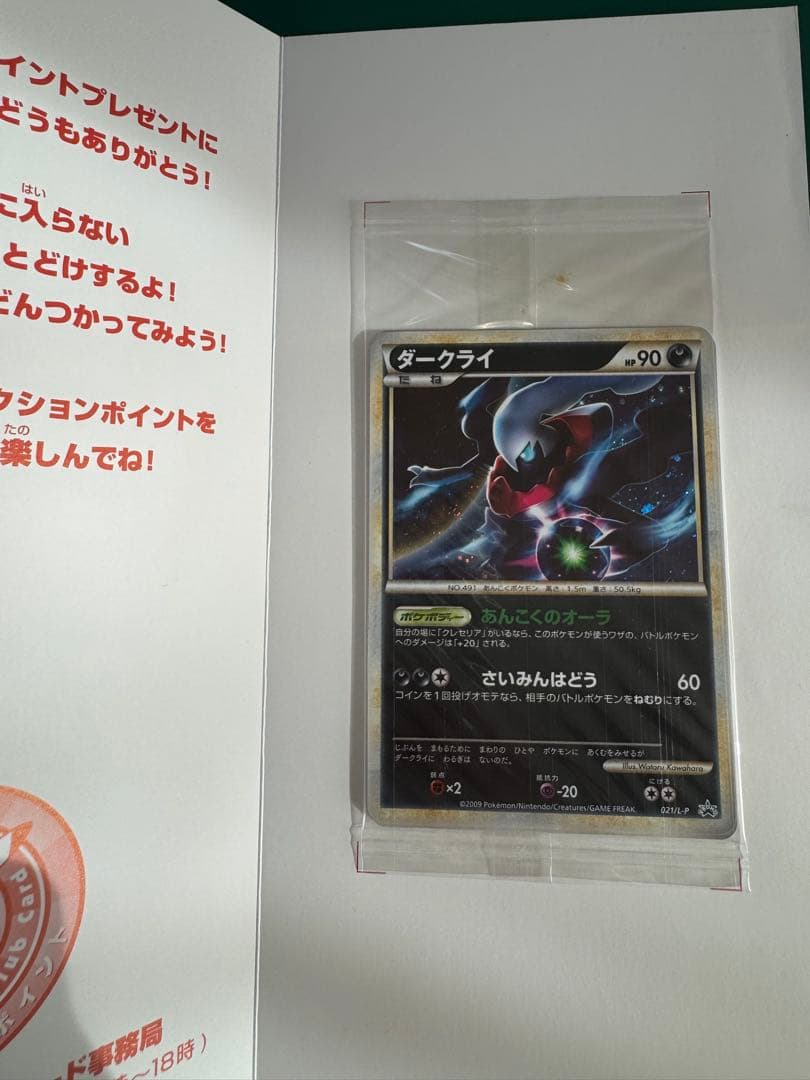 イントプレゼントに
どうもありがとう!
はい
に入らない
とどけするよ!
どんつかってみよう!
クションポイントを
たの
楽しんでね!
lub Card
ポイント
ド事務局
～18時)
ダークライ
HP90
たね
NO.491 あんこくポケモン 高さ:1.5m 重さ:50.5kg
ポケボディー あんこくのオーラ
自分の場に「クレセリア」がいるなら、このポケモンが使うワザの、バトルポケモン
へのダメージは「+20」される。
さいみんはどう 60
コインを1回投げオモテなら、相手のバトルポケモンをねむりにする。
じぶんを まもるために まわりの ひとや ポケモンに あくむをみせるが
ダークライに わるぎは ないのだ。
Illus. Wataru Kawahara
弱点 抵抗力 にげる
×2 -20
©2009 Pokémon/Nintendo/Creatures/GAME FREAK.
021/L-P